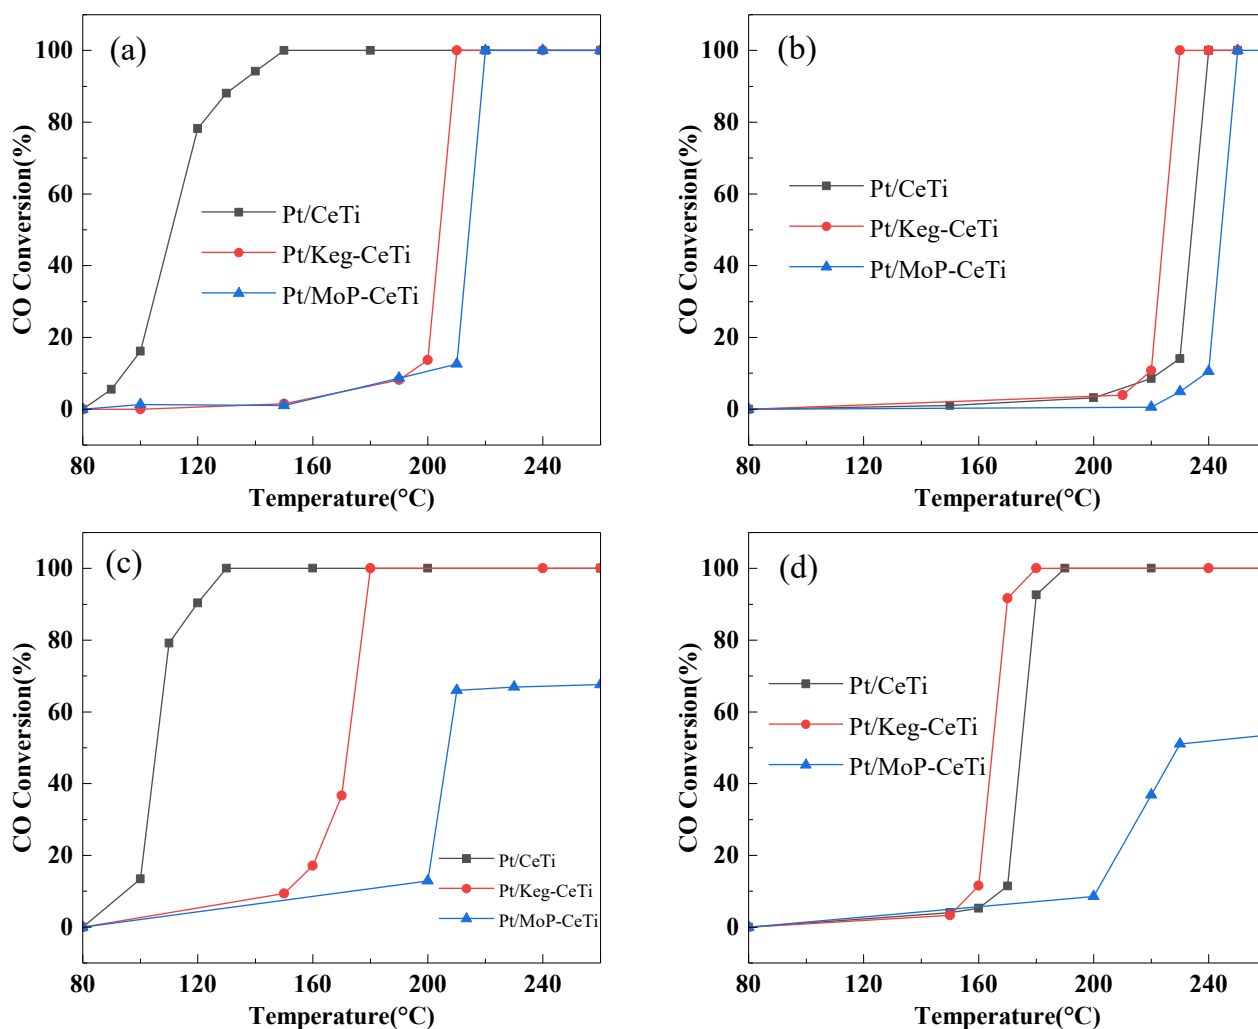 (a)
CO Conversion(%)
100
80
60
40
20
0
Pt/CeTi
Pt/Keg-CeTi
Pt/MoP-CeTi
80 120 160 200 240
Temperature(°C)
(b)
CO Conversion(%)
100
80
60
40
20
0
Pt/CeTi
Pt/Keg-CeTi
Pt/MoP-CeTi
80 120 160 200 240
Temperature(°C)
(c)
CO Conversion(%)
100
80
60
40
20
0
Pt/CeTi
Pt/Keg-CeTi
Pt/MoP-CeTi
80 120 160 200 240
Temperature(°C)
(d)
CO Conversion(%)
100
80
60
40
20
0
Pt/CeTi
Pt/Keg-CeTi
Pt/MoP-CeTi
80 120 160 200 240
Temperature(°C)